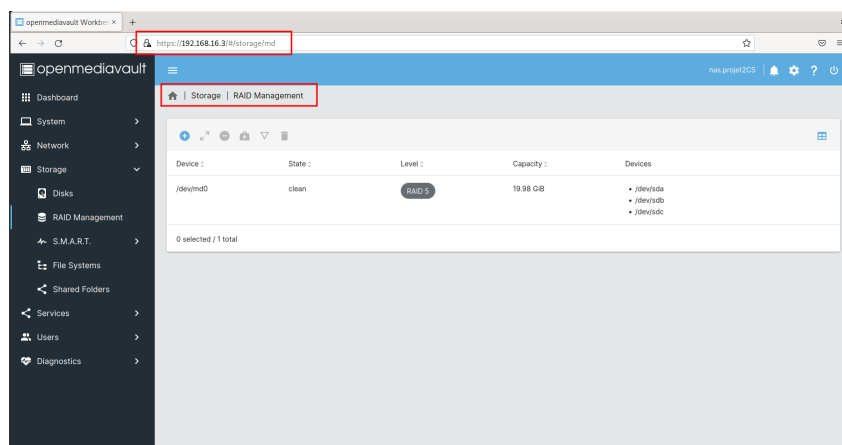 openmediavault Workben × +
https://192.168.16.3/#/storage/md
openmediavault
nas.projet2CS
| Storage | RAID Management
Dashboard
System
Network
Storage
Disks
RAID Management
S.M.A.R.T.
File Systems
Shared Folders
Services
Users
Diagnostics
Device State Level Capacity Devices
/dev/md0 clean RAID 5 19.98 GiB • /dev/sda
• /dev/sdb
• /dev/sdc
0 selected / 1 total